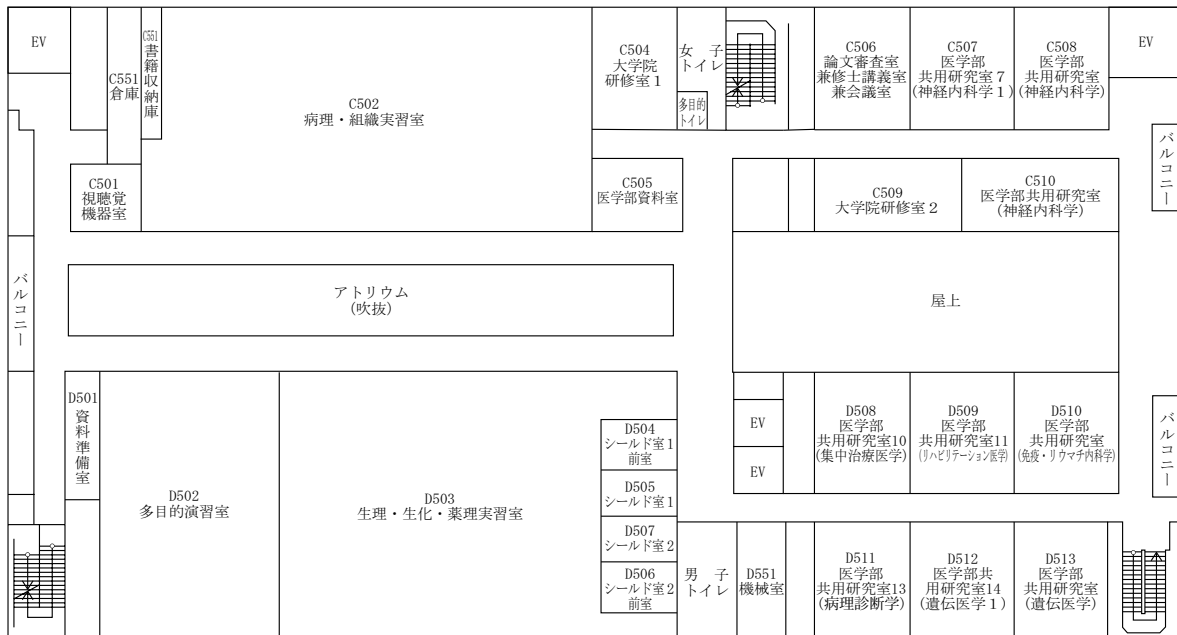 EV
C551
倉庫
C551
書籍収納庫
C502
病理・組織実習室
C504
大学院
研修室1
女 子
トイレ
多目的
トイレ
C506
論文審査室
兼修士講義室
兼会議室
C507
医学部
共用研究室7
(神経内科学1)
C508
医学部
共用研究室
(神経内科学)
EV
バルコニー
C501
視聴覚
機器室
C505
医学部資料室
C509
大学院研修室2
C510
医学部共用研究室
(神経内科学)
バルコニー
アトリウム
(吹抜)
屋上
D501
資料準備室
D502
多目的演習室
D503
生理・生化・薬理実習室
D504
シールド室1
前室
D505
シールド室1
D507
シールド室2
D506
シールド室2
前室
EV
EV
D508
医学部
共用研究室10
(集中治療医学)
D509
医学部
共用研究室11
(リハビリテーション医学)
D510
医学部
共用研究室
(免疫・リウマチ内科学)
バルコニー
男 子
トイレ
D551
機械室
D511
医学部
共用研究室13
(病理診断学)
D512
医学部共
用研究室14
(遺伝医学1)
D513
医学部
共用研究室
(遺伝医学)